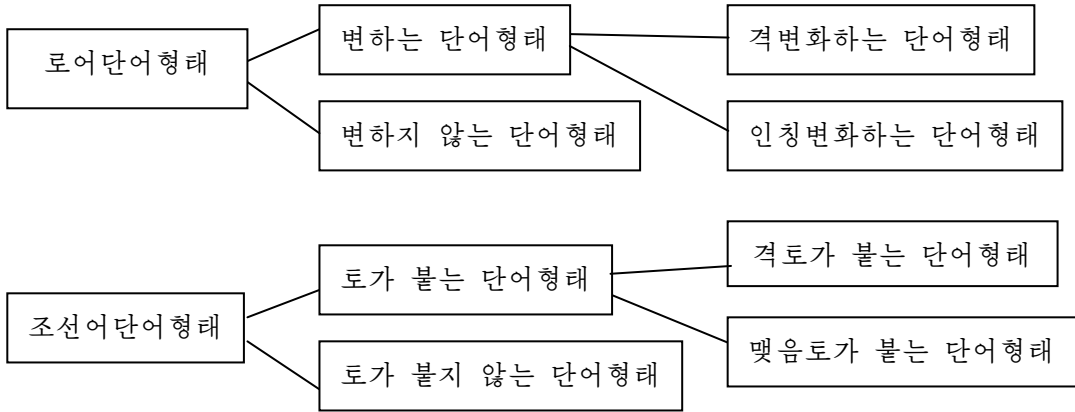 로어단어형태
변하는 단어형태
변하지 않는 단어형태
격변화하는 단어형태
인칭변화하는 단어형태
조선어단어형태
토가 붙는 단어형태
토가 붙지 않는 단어형태
격토가 붙는 단어형태
맺음토가 붙는 단어형태